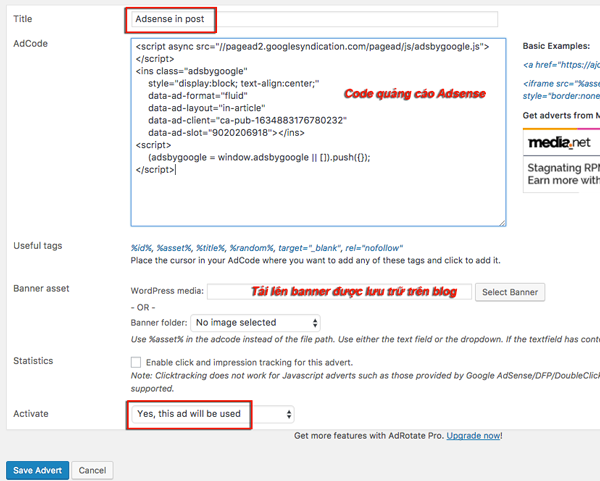 Title
Adsense in post
AdCode
<script async src="//pagead2.googlesyndication.com/pagead/js/adsbygoogle.js">
</script>
<ins class="adsbygoogle"
style="display:block; text-align:center;"
data-ad-format="fluid"
data-ad-layout="in-article"
data-ad-client="ca-pub-1634883176780232"
data-ad-slot="9020206918"></ins>
<script>
(adsbygoogle = window.adsbygoogle || []).push({});
</script>
Code quảng cáo Adsense
Basic Examples:
<a href="https://ajd
<iframe src="%asse
style="border:none
Get adverts from M
media.net
Stagnating RPM
Earn more with
Useful tags
%id%, %asset%, %title%, %random%, target="_blank", rel="nofollow"
Place the cursor in your AdCode where you want to add any of these tags and click to add it.
Banner asset
WordPress media:
Tải lên banner được lưu trữ trên blog
Select Banner
- OR -
Banner folder:
No image selected
Use %asset% in the adcode instead of the file path. Use either the text field or the dropdown. If the textfield has cont
Statistics
Enable click and impression tracking for this advert.
Note: Clicktracking does not work for Javascript adverts such as those provided by Google AdSense/DFP/DoubleClick
supported.
Activate
Yes, this ad will be used
Get more features with AdRotate Pro. Upgrade now!
Save Advert
Cancel